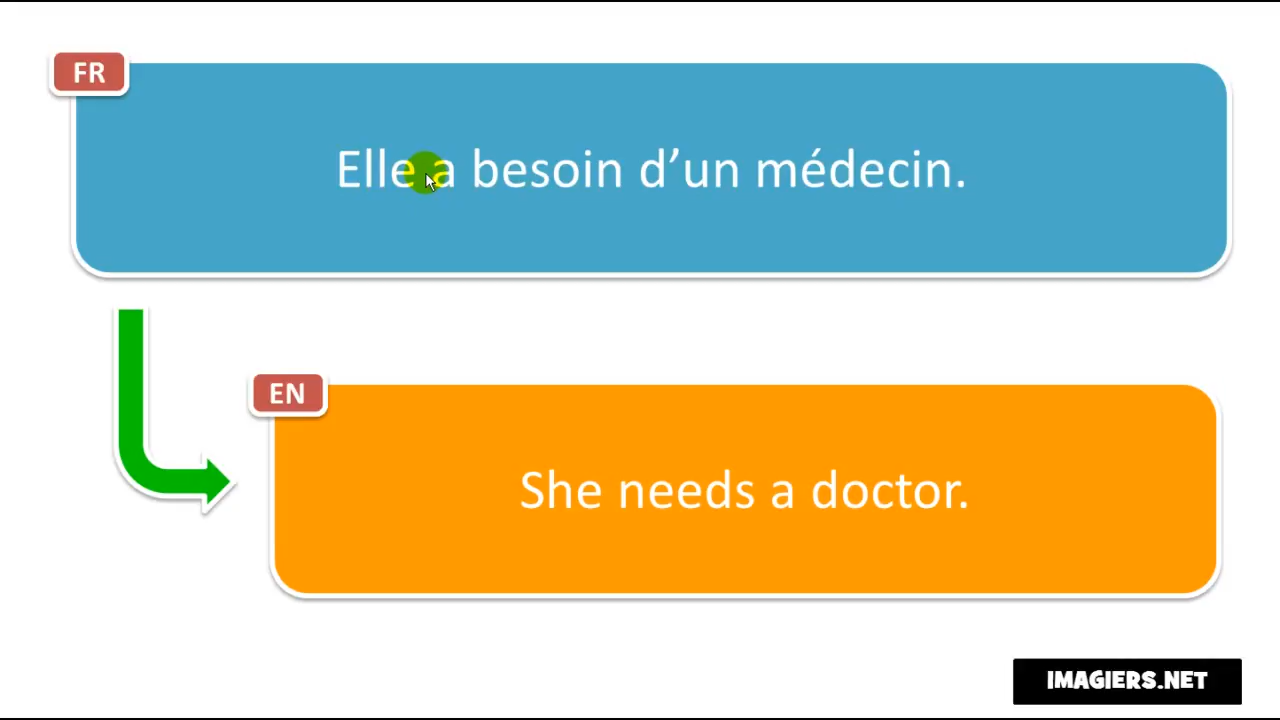 FR
Elle a besoin d’un médecin.
EN
She needs a doctor.
IMAGIERS.NET